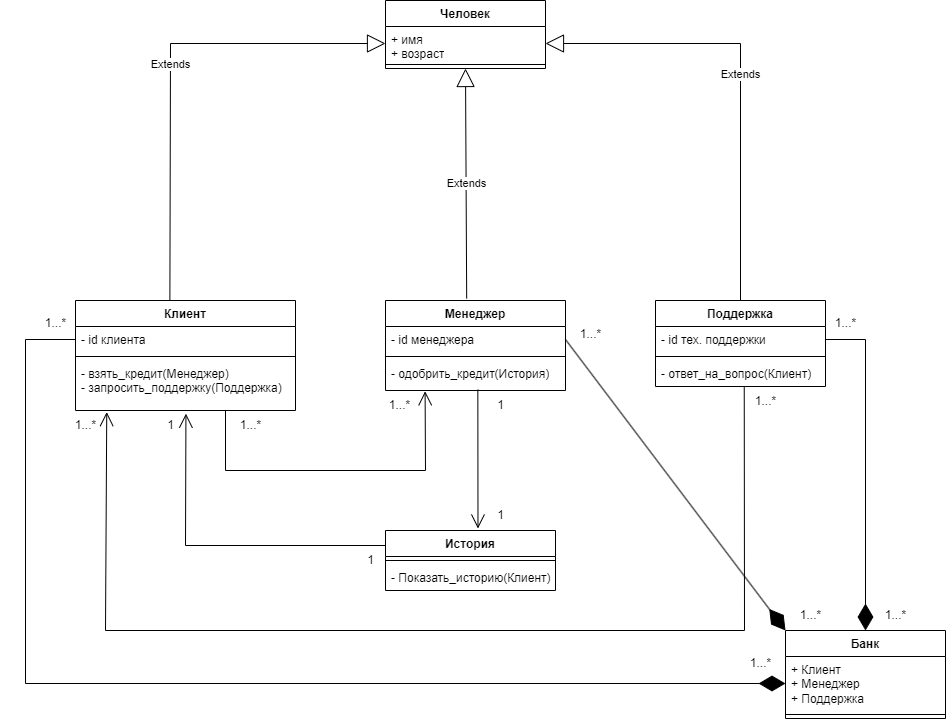 Человек
+ имя
+ возраст
Extends
Extends
Extends
Клиент
- id клиента
- взять_кредит(Менеджер)
- запросить_поддержку(Поддержка)
Менеджер
- id менеджера
- одобрить_кредит(История)
Поддержка
- id тех. поддержки
- ответ_на_вопрос(Клиент)
1...*
1...*
1...*
1...*
1
1...*
1...*
1
1...*
1
1
История
- Показать_историю(Клиент)
1...*
1...*
1...*
Банк
+ Клиент
+ Менеджер
+ Поддержка